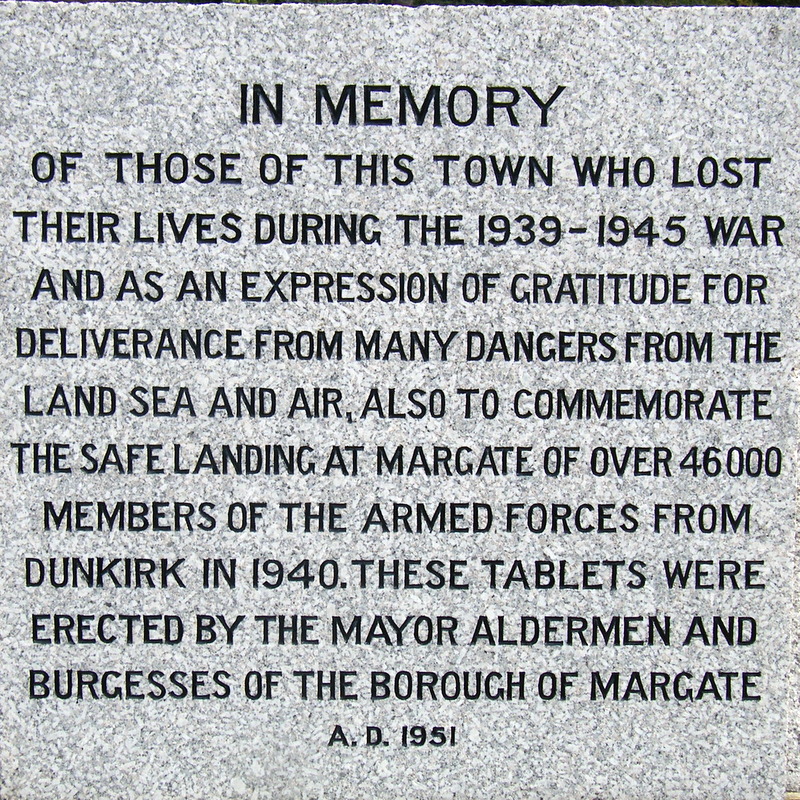 IN MEMORY
OF THOSE OF THIS TOWN WHO LOST
THEIR LIVES DURING THE 1939-1945 WAR
AND AS AN EXPRESSION OF GRATITUDE FOR
DELIVERANCE FROM MANY DANGERS FROM THE
LAND SEA AND AIR, ALSO TO COMMEMORATE
THE SAFE LANDING AT MARGATE OF OVER 46000
MEMBERS OF THE ARMED FORCES FROM
DUNKIRK IN 1940. THESE TABLETS WERE
ERECTED BY THE MAYOR ALDERMEN AND
BURGESSES OF THE BOROUGH OF MARGATE
A. D. 1951